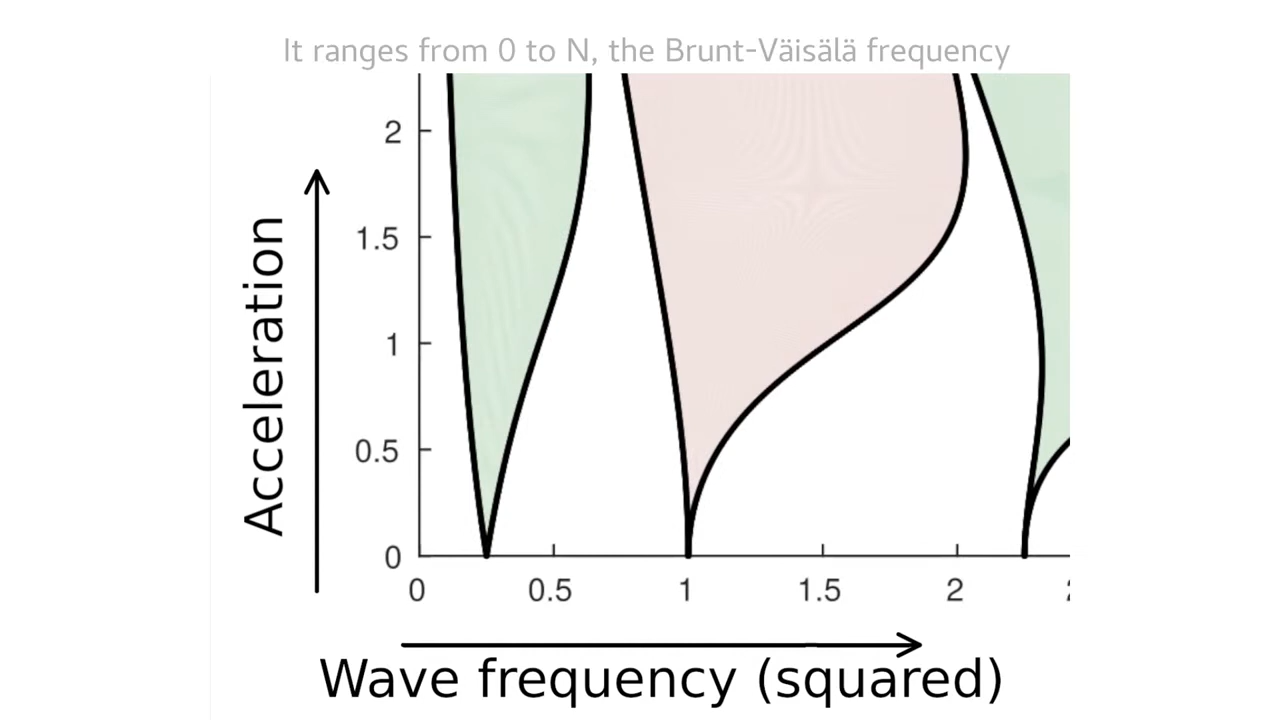 It ranges from 0 to N, the Brunt-Väisälä frequency
2
1.5
1
0.5
0
Acceleration
0 0.5 1 1.5 2
Wave frequency (squared)